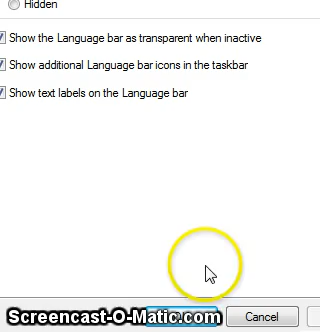 Hidden
Show the Language bar as transparent when inactive
Show additional Language bar icons in the taskbar
Show text labels on the Language bar
Screencast-O-Matic.com
Cancel